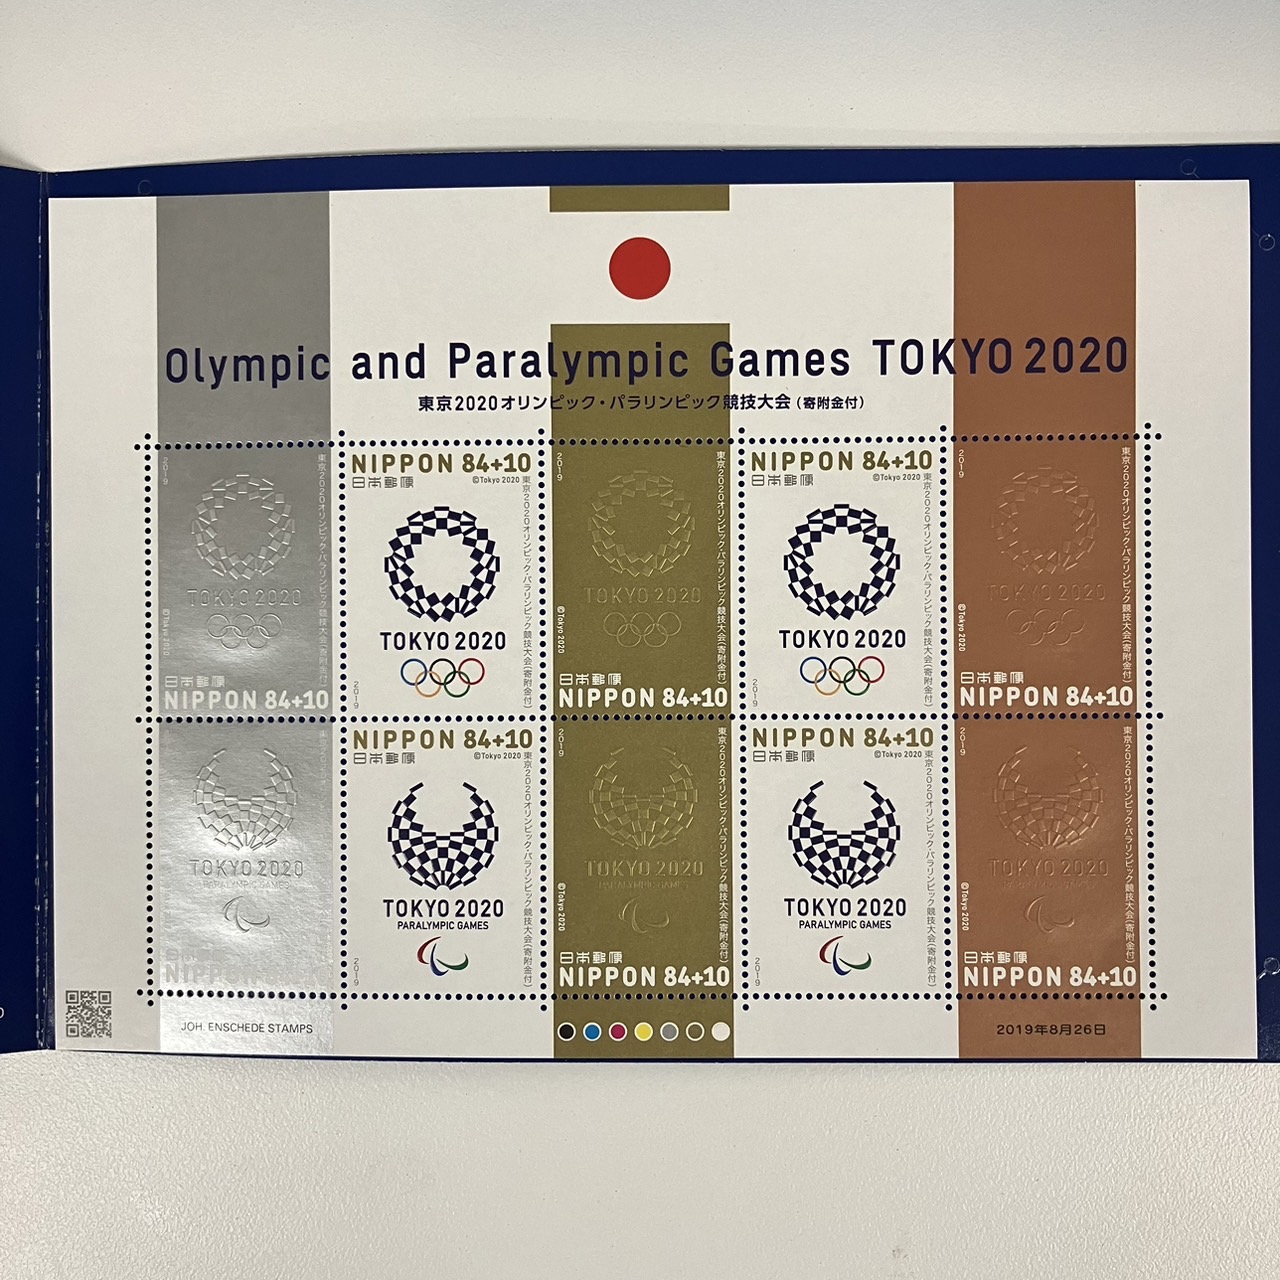 Olympic and Paralympic Games TOKYO 2020
東京2020オリンピック・パラリンピック競技大会(寄附金付)
2019
東京2020オリンピック・パラリンピック競技大会(寄附金付)
TOKYO 2020
©Tokyo 2020
日本郵便
NIPPON 84+10
NIPPON 84+10
日本郵便
©Tokyo 2020
東京2020オリンピック・パラリンピック競技大会(寄附金付)
TOKYO 2020
2019
2019
東京2020オリンピック・パラリンピック競技大会(寄附金付)
TOKYO 2020
©Tokyo 2020
日本郵便
NIPPON 84+10
NIPPON 84+10
日本郵便
©Tokyo 2020
東京2020オリンピック・パラリンピック競技大会(寄附金付)
TOKYO 2020
2019
2019
東京2020オリンピック・パラリンピック競技大会(寄附金付)
TOKYO 2020
©Tokyo 2020
日本郵便
NIPPON 84+10
TOKYO 2020
PARALYMPIC GAMES
NIPPON 84+10
日本郵便
©Tokyo 2020
東京2020オリンピック・パラリンピック競技大会(寄附金付)
TOKYO 2020
PARALYMPIC GAMES
2019
2019
東京2020オリンピック・パラリンピック競技大会(寄附金付)
TOKYO 2020
PARALYMPIC GAMES
©Tokyo 2020
日本郵便
NIPPON 84+10
NIPPON 84+10
日本郵便
©Tokyo 2020
東京2020オリンピック・パラリンピック競技大会(寄附金付)
TOKYO 2020
PARALYMPIC GAMES
2019
2019
東京2020オリンピック・パラリンピック競技大会(寄附金付)
TOKYO 2020
©Tokyo 2020
日本郵便
NIPPON 84+10
JOH. ENSCHEDE STAMPS
2019年8月26日